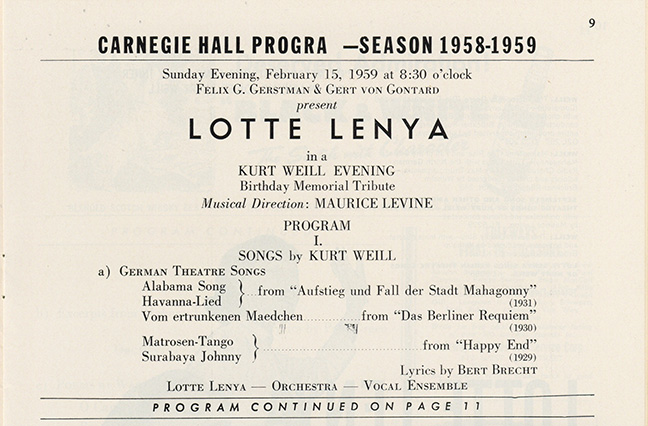 9
CARNEGIE HALL PROGRA —SEASON 1958-1959
Sunday Evening, February 15, 1959 at 8:30 o'clock
FELIX G. GERSTMAN & GERT VON GONTARD
present
LOTTE LENYA
in a
KURT WEILL EVENING
Birthday Memorial Tribute
Musical Direction: MAURICE LEVINE
PROGRAM
I.
SONGS by KURT WEILL
a) GERMAN THEATRE SONGS
Alabama Song
Havanna-Lied } from "Aufstieg und Fall der Stadt Mahagonny"
(1931)
Vom ertrunkenen Maedchen from "Das Berliner Requiem"
(1930)
Matrosen-Tango
Surabaya Johnny } from "Happy End"
(1929)
Lyrics by BERT BRECHT
LOTTE LENYA — ORCHESTRA — VOCAL ENSEMBLE
PROGRAM CONTINUED ON PAGE 11